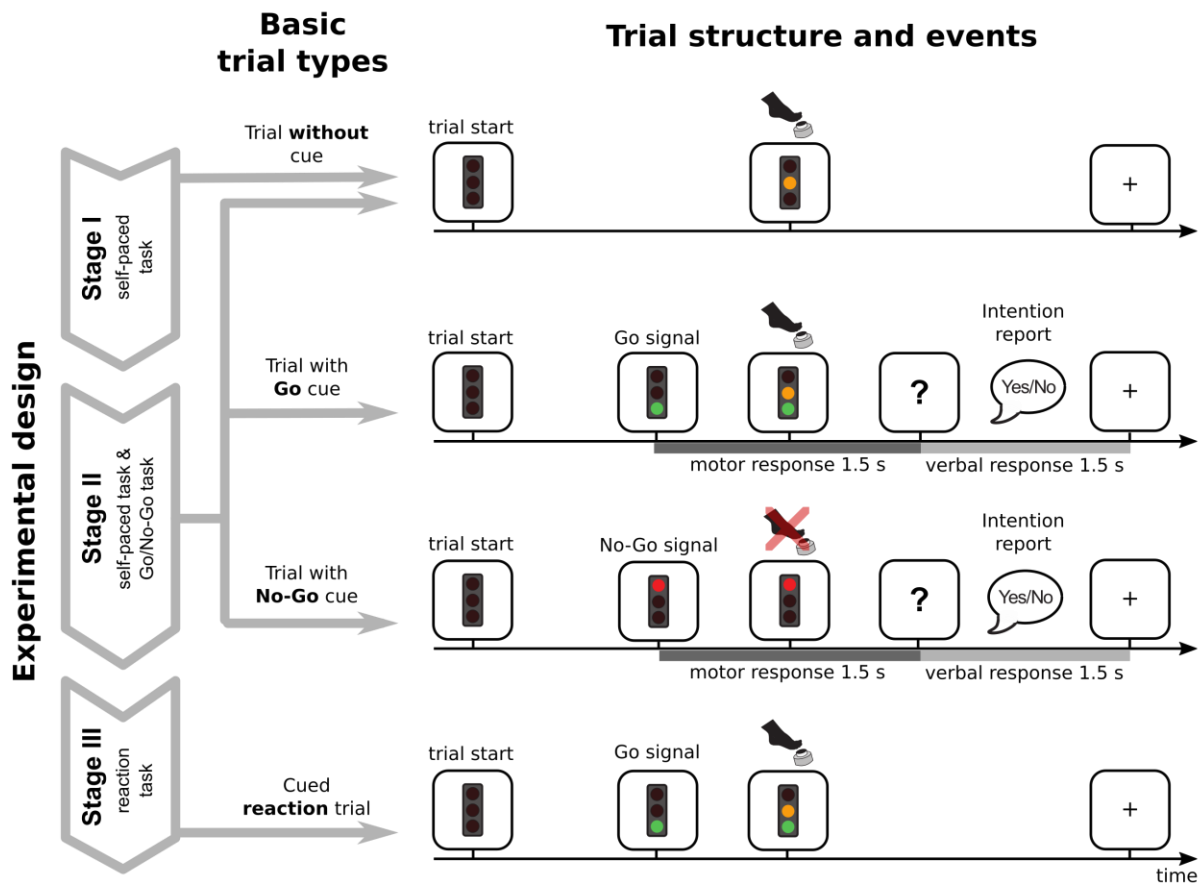 Basic
trial types
Trial structure and events
Experimental design
Stage I
self-paced
task
Trial without
cue
trial start
+
Stage II
self-paced task &
Go/No-Go task
Trial with
Go cue
trial start
Go signal
?
Intention
report
Yes/No
+
motor response 1.5 s
verbal response 1.5 s
Trial with
No-Go cue
trial start
No-Go signal
?
Intention
report
Yes/No
+
motor response 1.5 s
verbal response 1.5 s
Stage III
reaction
task
Cued
reaction trial
trial start
Go signal
+
time